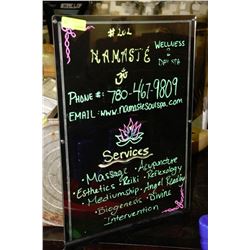 #202
NAMASTÉ WELLNESS & DAY SPA
ॐ
PHONE#: 780-467-9809
EMAIL: www.namastesoulspa.com
Services
• Massage • Acupuncture
• Esthetics • Reiki • Reflexology
• Mediumship • Angel Reading
• Biogenesis • Divine
Intervention